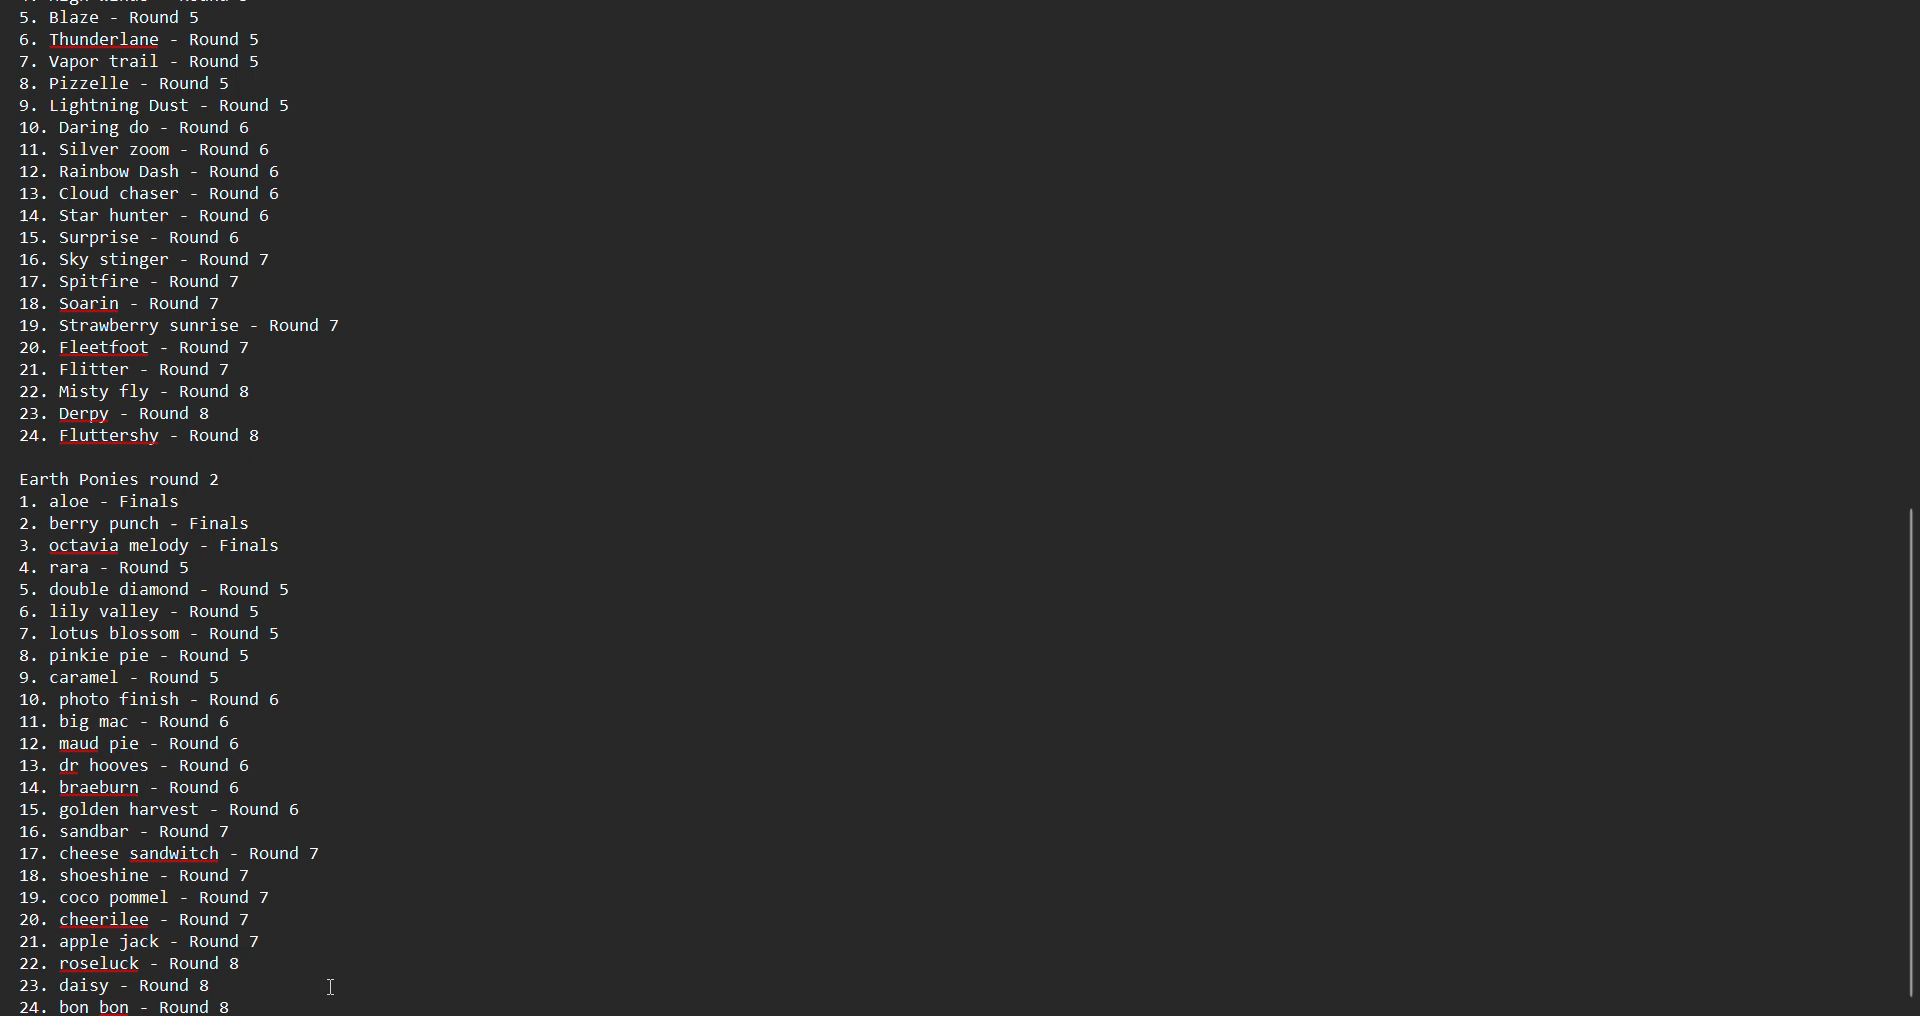 5. Blaze - Round 5
6. Thunderlane - Round 5
7. Vapor trail - Round 5
8. Pizzelle - Round 5
9. Lightning Dust - Round 5
10. Daring do - Round 6
11. Silver zoom - Round 6
12. Rainbow Dash - Round 6
13. Cloud chaser - Round 6
14. Star hunter - Round 6
15. Surprise - Round 6
16. Sky stinger - Round 7
17. Spitfire - Round 7
18. Soarin - Round 7
19. Strawberry sunrise - Round 7
20. Fleetfoot - Round 7
21. Flitter - Round 7
22. Misty fly - Round 8
23. Derpy - Round 8
24. Fluttershy - Round 8
Earth Ponies round 2
1. aloe - Finals
2. berry punch - Finals
3. octavia melody - Finals
4. rara - Round 5
5. double diamond - Round 5
6. lily valley - Round 5
7. lotus blossom - Round 5
8. pinkie pie - Round 5
9. caramel - Round 5
10. photo finish - Round 6
11. big mac - Round 6
12. maud pie - Round 6
13. dr hooves - Round 6
14. braeburn - Round 6
15. golden harvest - Round 6
16. sandbar - Round 7
17. cheese sandwitch - Round 7
18. shoeshine - Round 7
19. coco pommel - Round 7
20. cheerilee - Round 7
21. apple jack - Round 7
22. roseluck - Round 8
23. daisy - Round 8
24. bon bon - Round 8